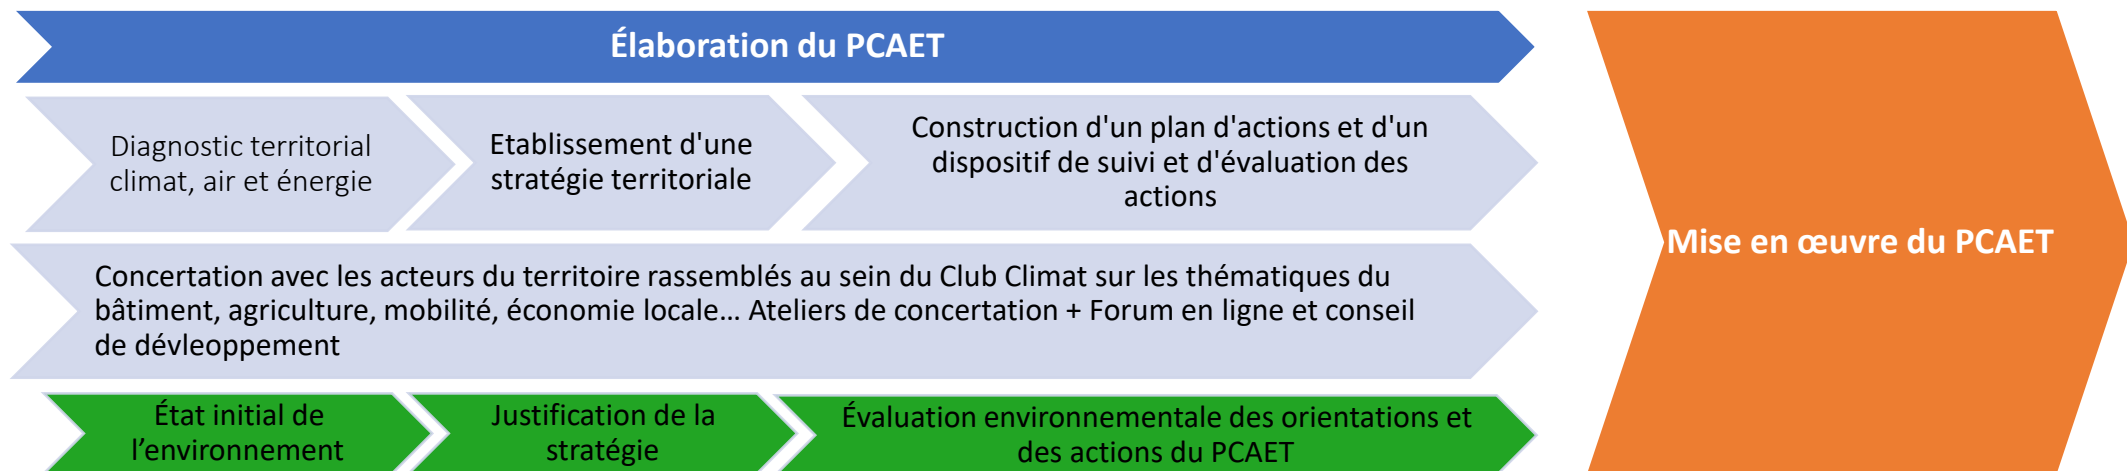 Élaboration du PCAET
Diagnostic territorial
climat, air et énergie
Etablissement d'une
stratégie territoriale
Construction d'un plan d'actions et d'un
dispositif de suivi et d'évaluation des
actions
Concertation avec les acteurs du territoire rassemblés au sein du Club Climat sur les thématiques du
bâtiment, agriculture, mobilité, économie locale... Ateliers de concertation + Forum en ligne et conseil
de dévleoppement
État initial de
l’environnement
Justification de la
stratégie
Évaluation environnementale des orientations et
des actions du PCAET
Mise en œuvre du PCAET